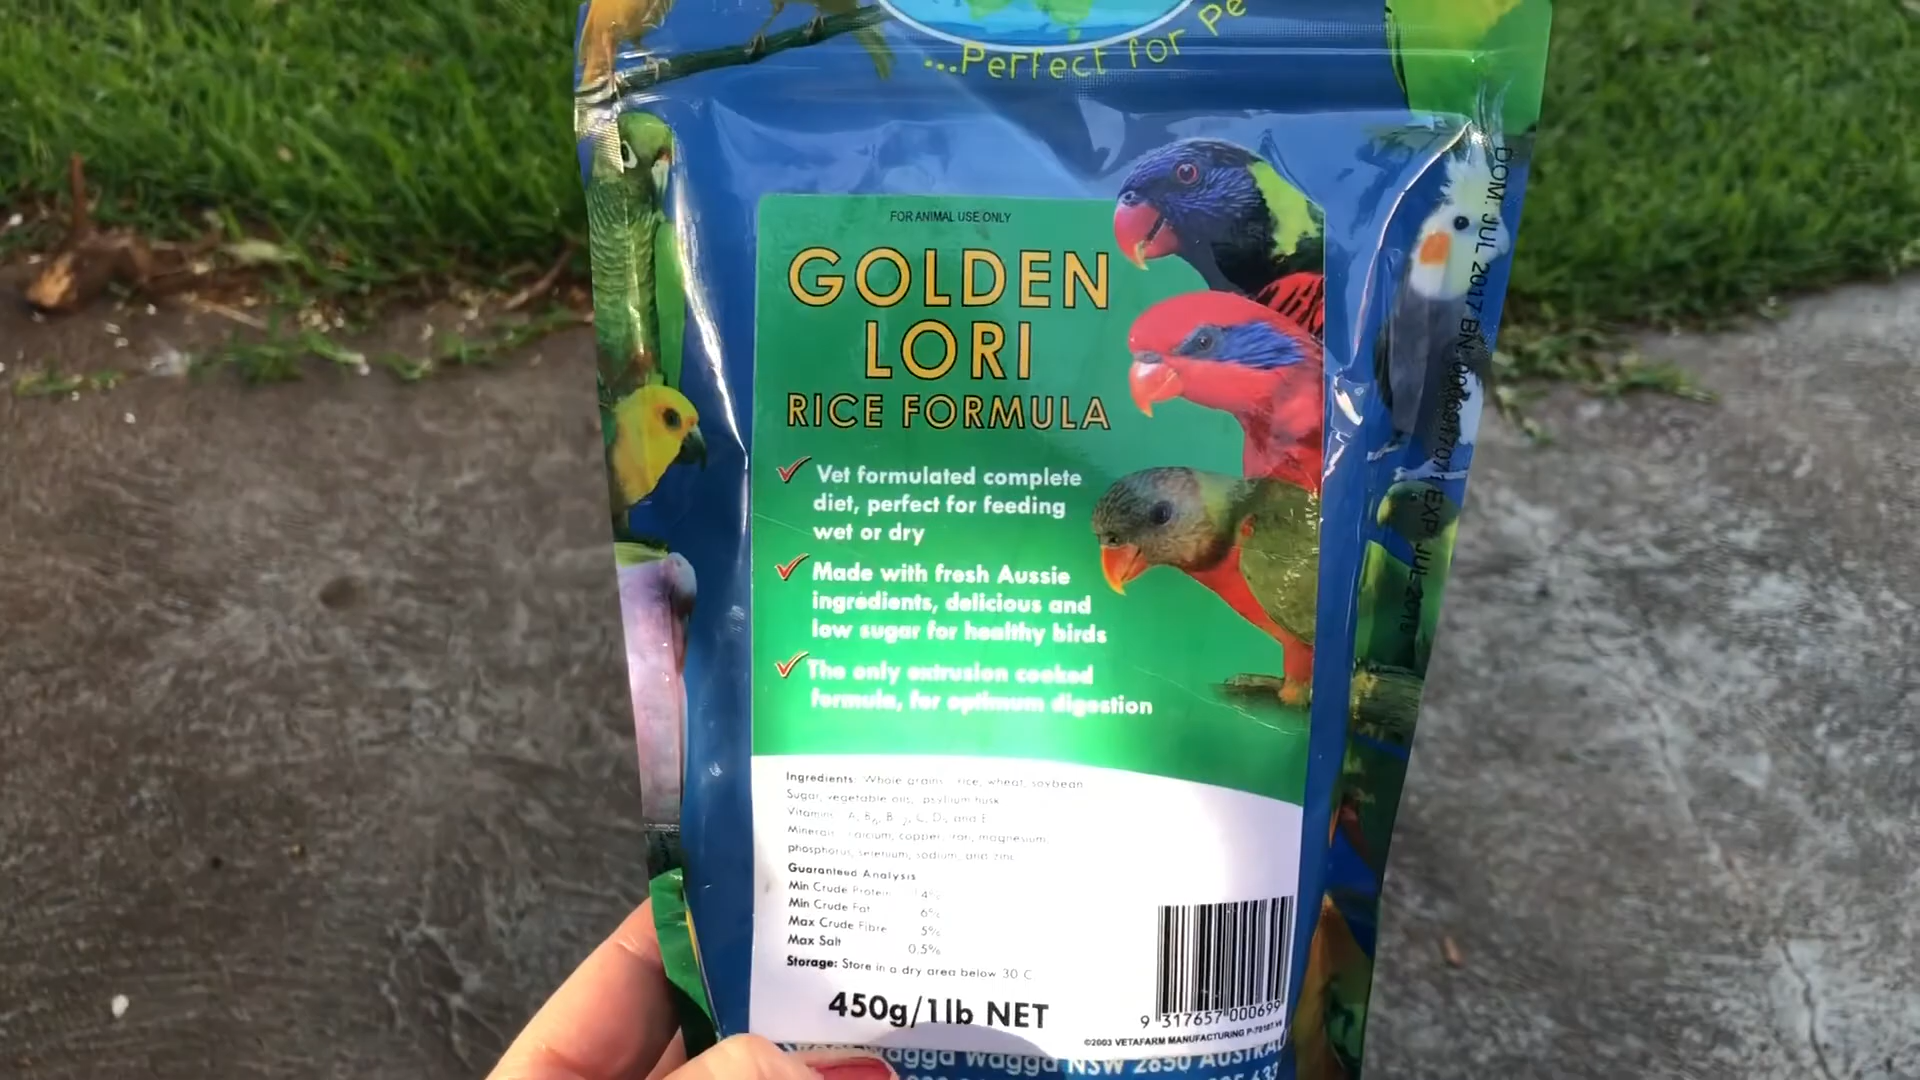 ...Perfect for Pe
FOR ANIMAL USE ONLY
GOLDEN
LORI
RICE FORMULA
Vet formulated complete
diet, perfect for feeding
wet or dry
Made with fresh Aussie
ingredients, delicious and
low sugar for healthy birds
The only extrusion cooked
formula, for optimum digestion
Ingredients: Whole grains rice, wheat, soybean
Sugar, vegetable oils, psyllium husk
Vitamins A, and E
Minerals calcium, copper, iron, magnesium
phosphorus, selenium, sodium, and zinc
Guaranteed Analysis
Min Crude Protein 14%
Min Crude Fat 6%
Max Crude Fibre 5%
Max Salt 0.5%
Storage: Store in a dry area below 30 C
450g/1lb NET
9 317657 000699
©2003 VETAFARM MANUFACTURING
Wagga Wagga NSW 2650 AUSTRAL
DOM: JUL 2017 BN: EXP JUL